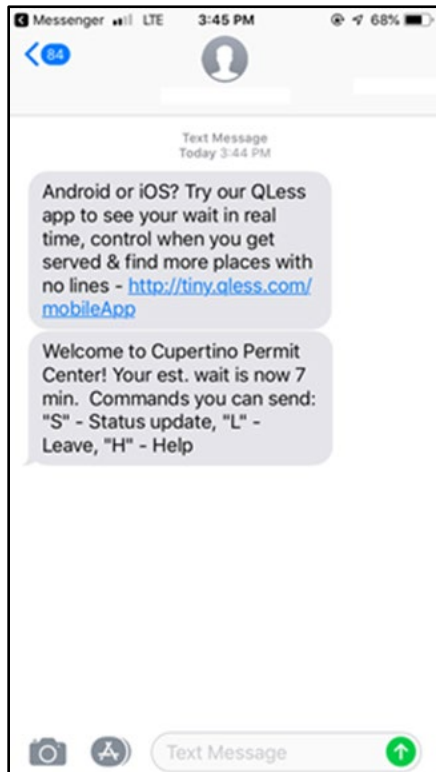 Messenger LTE 3:45 PM 68%
84
Text Message
Today 3:44 PM
Android or iOS? Try our QLess
app to see your wait in real
time, control when you get
served & find more places with
no lines - http://tiny.qless.com/
mobileApp
Welcome to Cupertino Permit
Center! Your est. wait is now 7
min.  Commands you can send:
"S" - Status update, "L" -
Leave, "H" - Help
Text Message